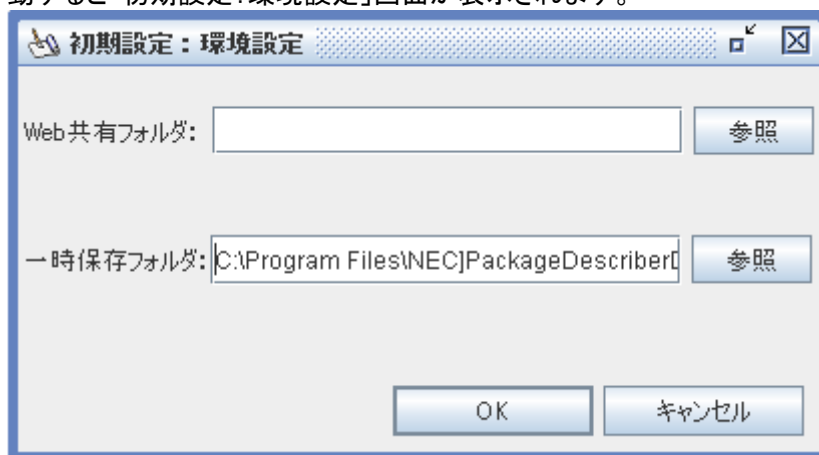 動すると「初期設定：環境設定」画面が表示されます。
初期設定：環境設定
Web共有フォルダ: 参照
一時保存フォルダ: C:\Program Files\NEC]PackageDescriber 参照
OK キャンセル